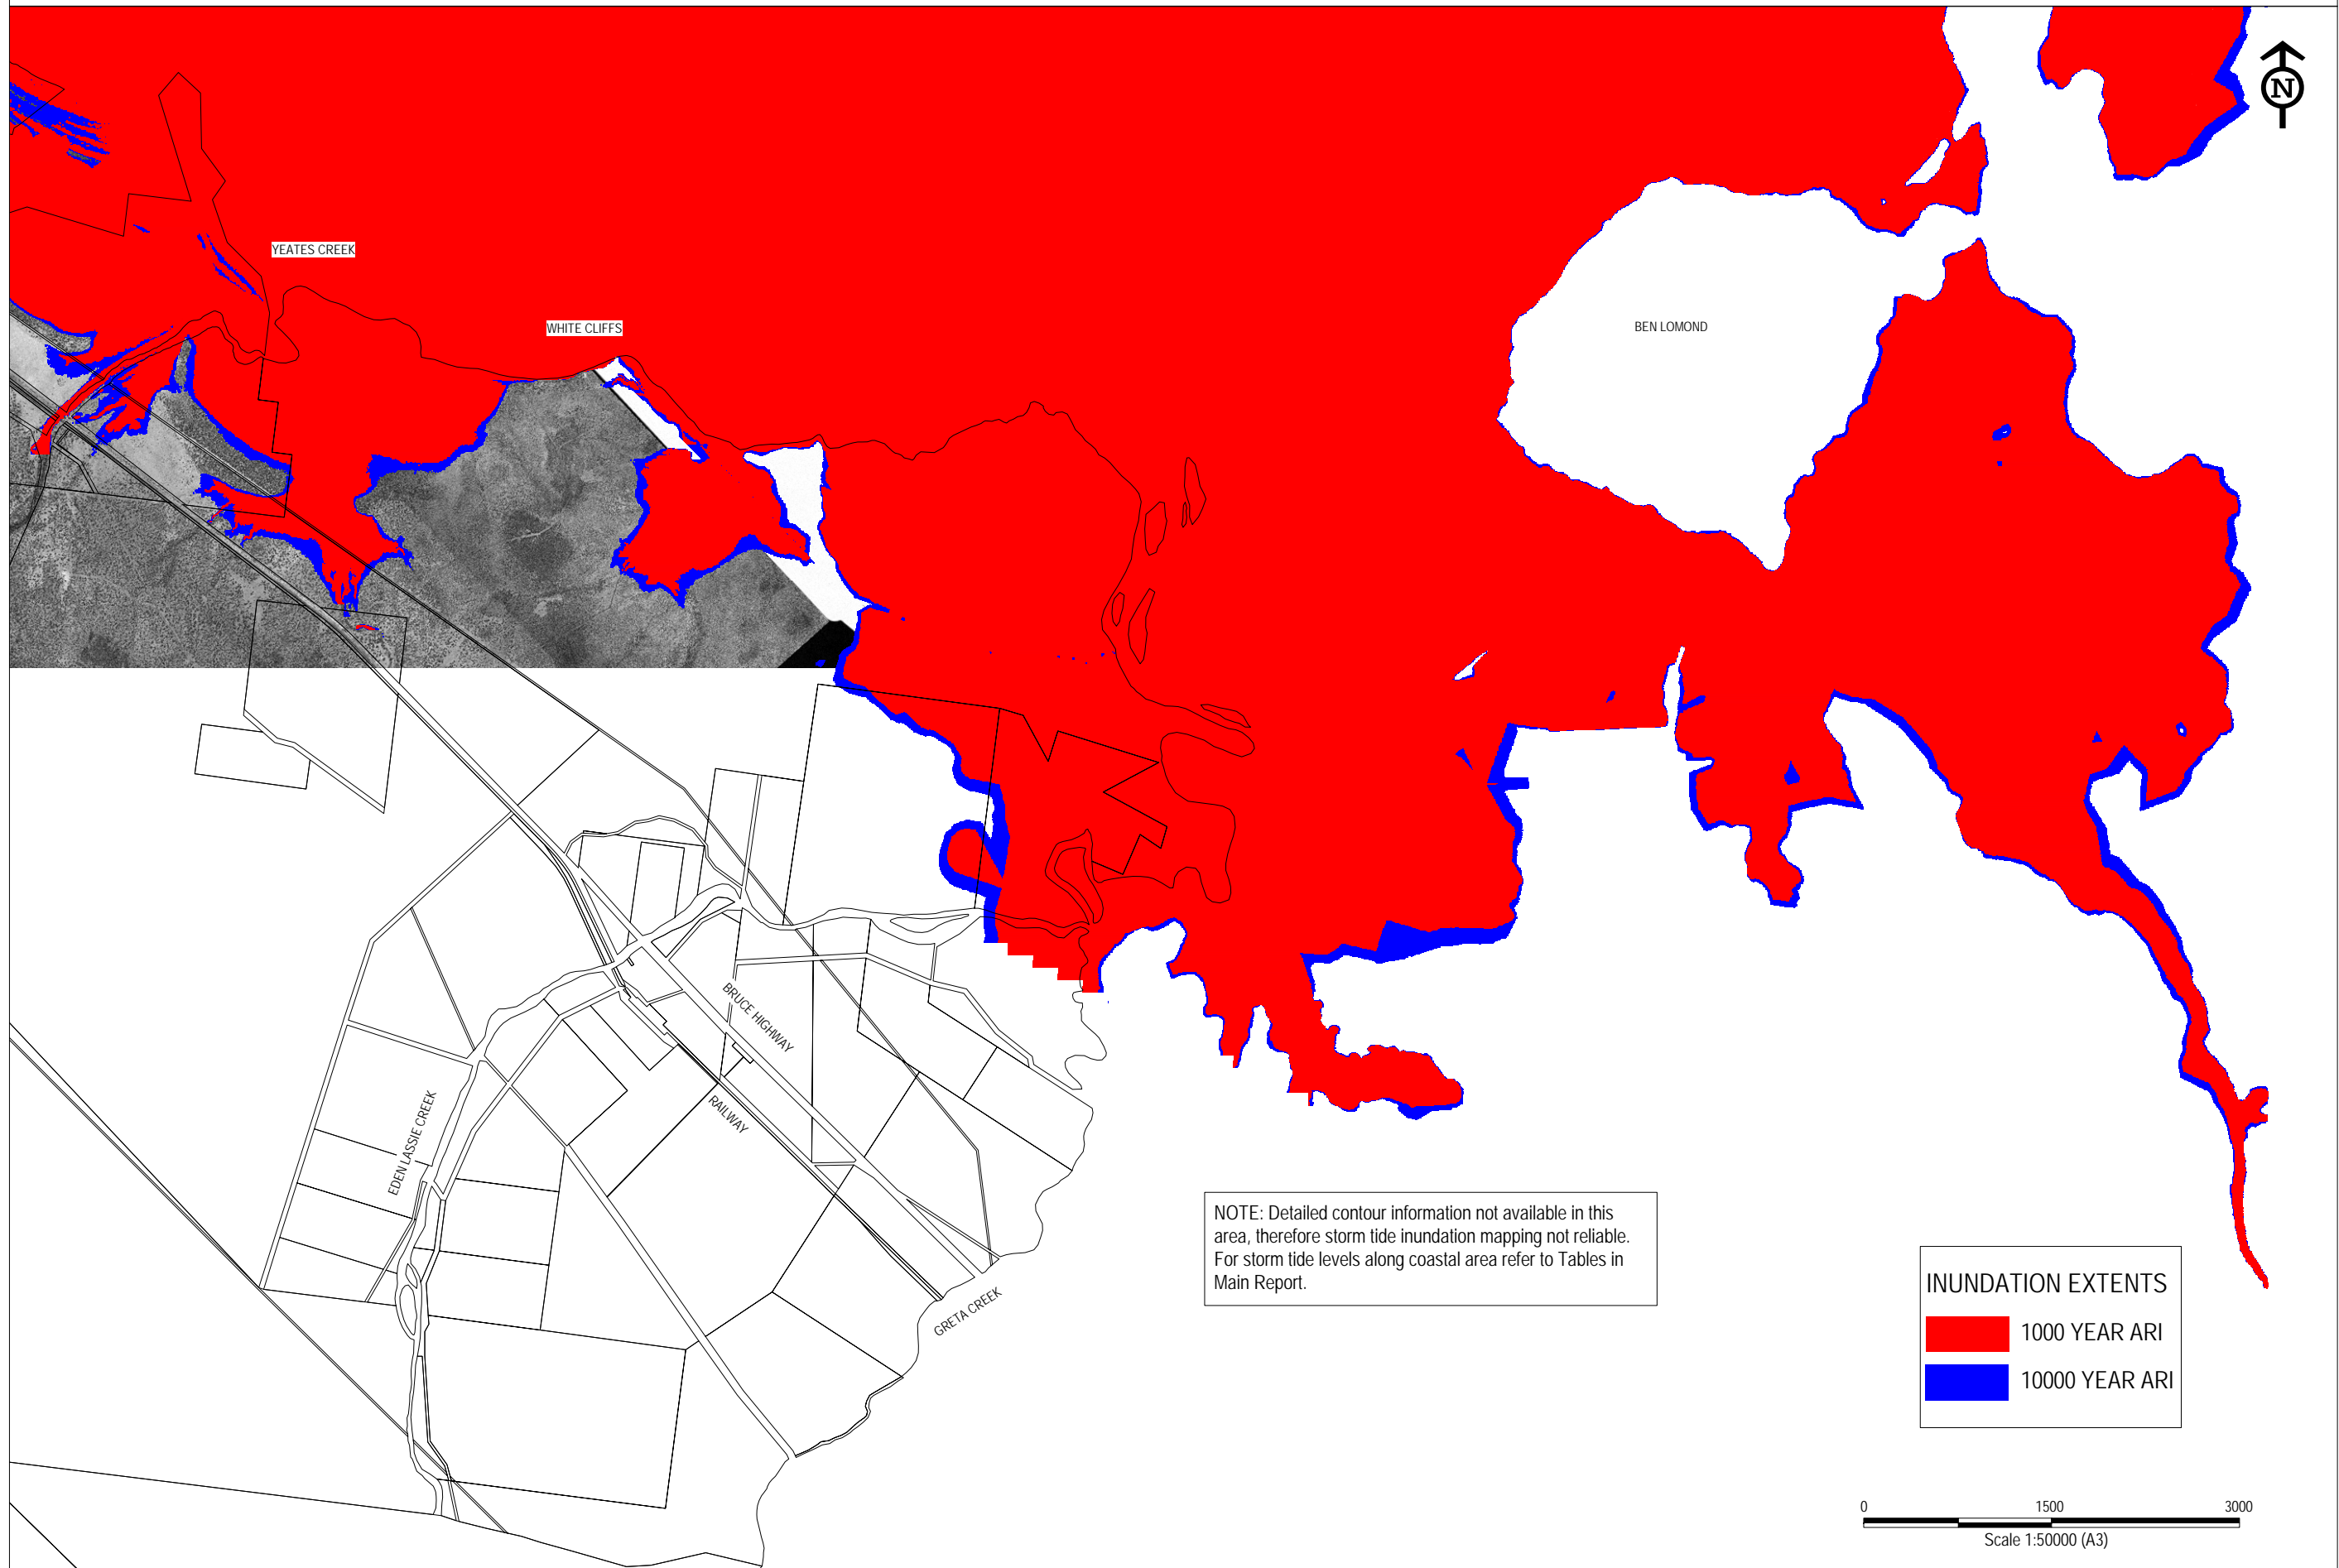 N
YEATES CREEK
WHITE CLIFFS
BEN LOMOND
BRUCE HIGHWAY
RAILWAY
EDEN LASSIE CREEK
GRETA CREEK
NOTE: Detailed contour information not available in this
area, therefore storm tide inundation mapping not reliable.
For storm tide levels along coastal area refer to Tables in
Main Report.
INUNDATION EXTENTS
1000 YEAR ARI
10000 YEAR ARI
0 1500 3000
Scale 1:50000 (A3)